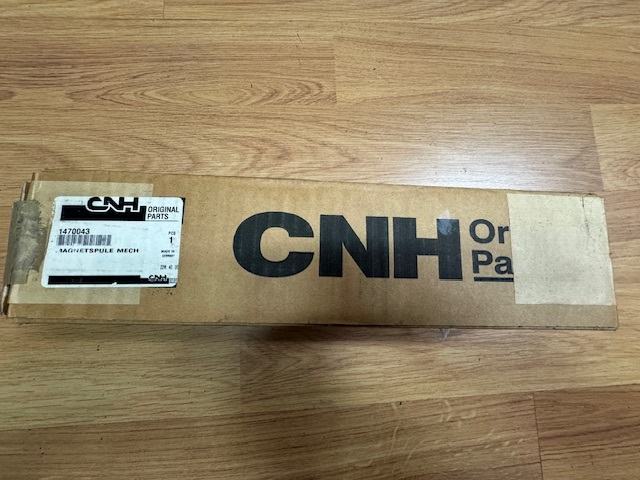 CNH ORIGINAL
PARTS
1470043
PCS
1
MAGNETSPULE MECH
MADE IN
GERMANY
CNH
CNH Or
Pa